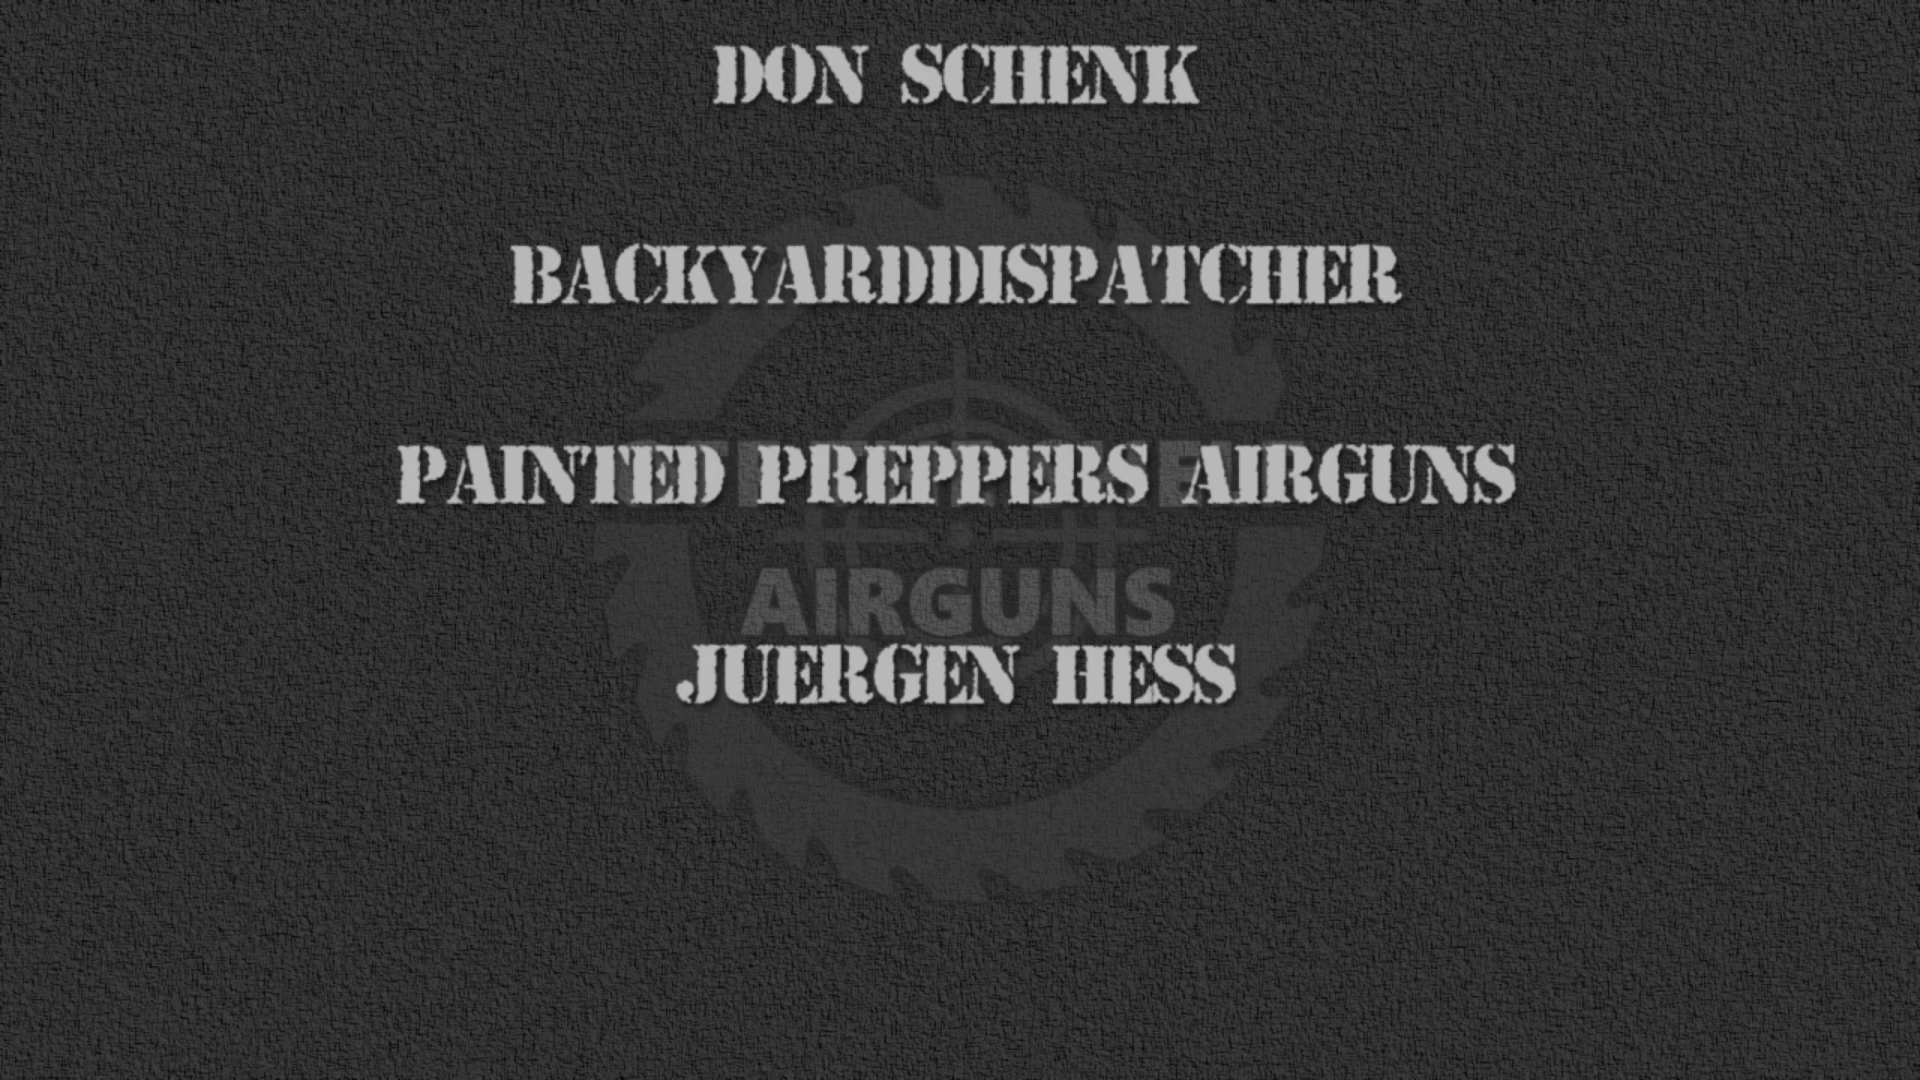 DON SCHENK
BACKYARDDISPATCHER
PAINTED PREPPERS AIRGUNS
AIRGUNS
JUERGEN HESS